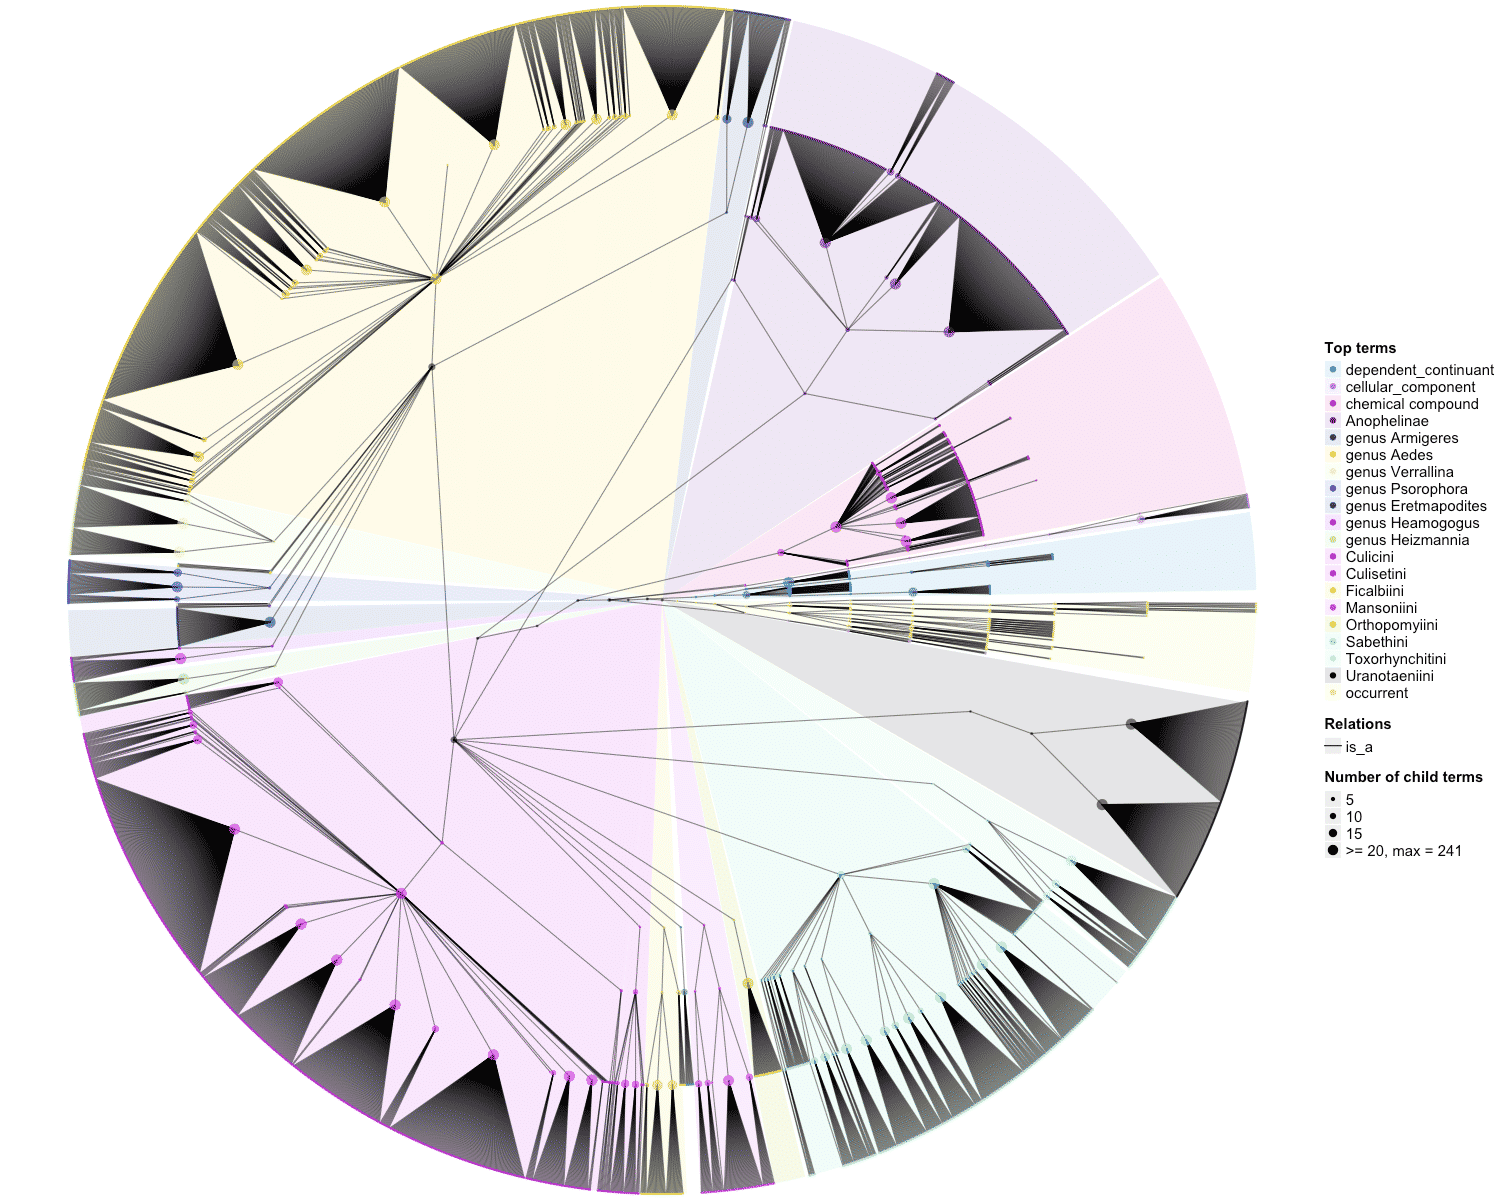 Top terms
dependent_continuant
cellular_component
chemical compound
Anophelinae
genus Armigeres
genus Aedes
genus Verrallina
genus Psorophora
genus Eretmapodites
genus Heamogogus
genus Heizmannia
Culicini
Culisetini
Ficalbiini
Mansoniini
Orthopomyiini
Sabethini
Toxorhynchitini
Uranotaeniini
occurrent
Relations
is_a
Number of child terms
5
10
15
>= 20, max = 241